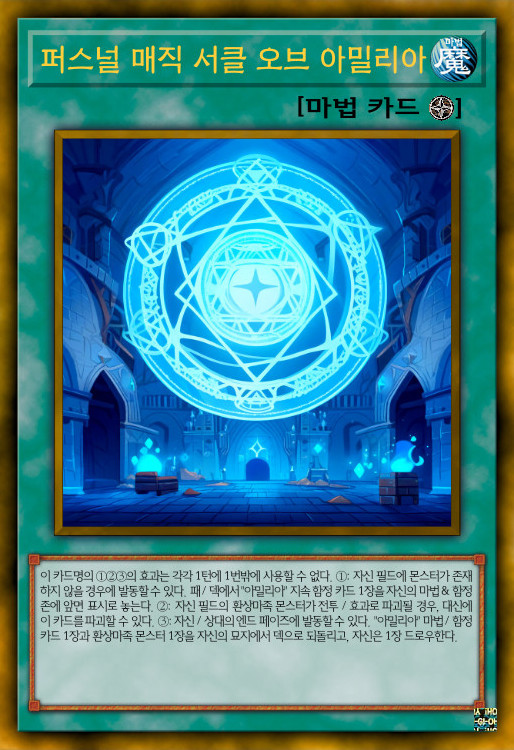 퍼스널 매직 서클 오브 아밀리아
마법
魔
[마법 카드]
이 카드명의 ①②③의 효과는 각각 1턴에 1번밖에 사용할 수 없다. ①: 자신 필드에 몬스터가 존재
하지 않을 경우에 발동할 수 있다. 패 / 덱에서 "아밀리아" 지속 함정 카드 1장을 자신의 마법 & 함정
존에 앞면 표시로 놓는다. ②: 자신 필드의 환상마족 몬스터가 전투 / 효과로 파괴될 경우, 대신에
이 카드를 파괴할 수 있다. ③: 자신 / 상대의 엔드 페이즈에 발동할 수 있다. "아밀리아" 마법 / 함정
카드 1장과 환상마족 몬스터 1장을 자신의 묘지에서 덱으로 되돌리고, 자신은 1장 드로우한다.